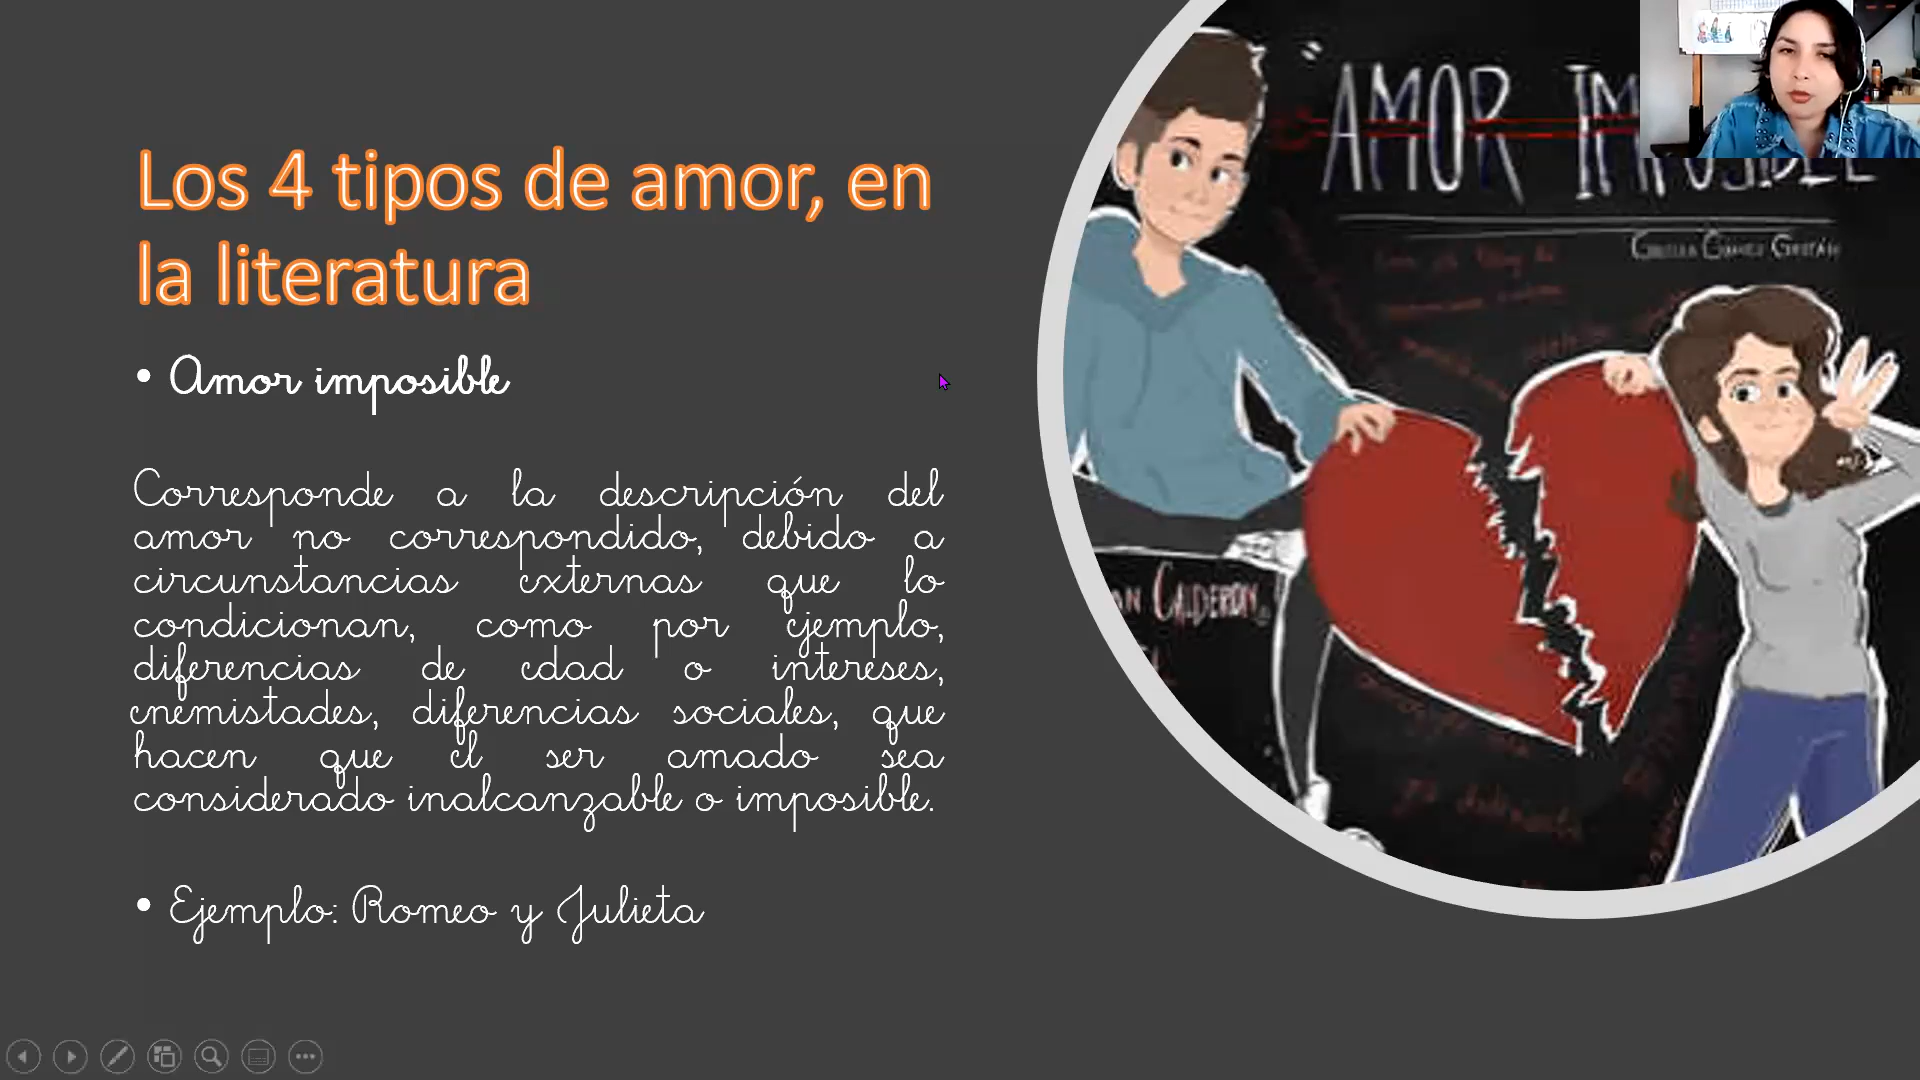 Los 4 tipos de amor, en
la literatura
• Amor imposible
Corresponde a la descripción del
amor no correspondido, debido a
circunstancias externas que lo
condicionan, como por ejemplo,
diferencias de edad o intereses,
enemistades, diferencias sociales, que
hacen que el ser amado sea
considerado inalcanzable o imposible.
• Ejemplo: Romeo y Julieta
"AMOR IMPOSIBLE
CALDERÓN